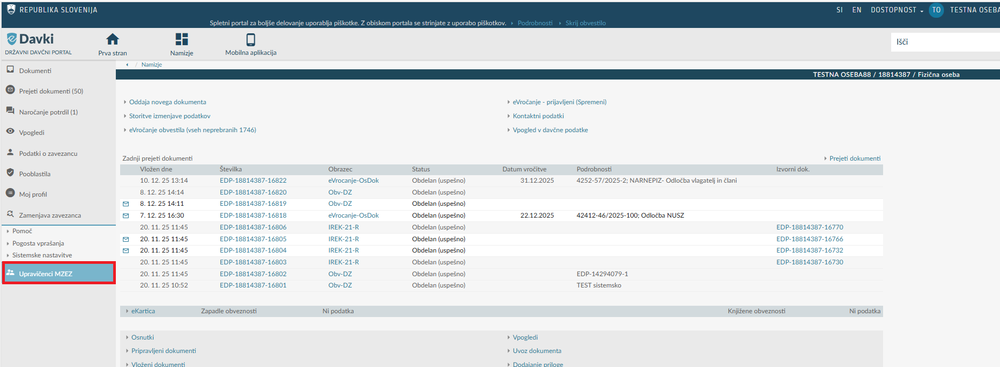 REPUBLIKA SLOVENIJA
SI EN DOSTOPNOST TO TESTNA OSEBA
Spletni portal za boljše delovanje uporablja piškotke. Z obiskom portala se strinjate z uporabo piškotkov. Podrobnosti Skrij obvestilo
eDavki
DRŽAVNI DAVČNI PORTAL
Prva stran
Namizje
Mobilna aplikacija
Išči
/ Namizje
TESTNA OSEBA88 / 18814387 / Fizična oseba
Dokumenti
Prejeti dokumenti (50)
Naročanje potrdil (1)
Vpogledi
Podatki o zavezancu
Pooblastila
Moj profil
Zamenjava zavezanca
Pomoč
Pogosta vprašanja
Sistemske nastavitve
Upravičenci MZEZ
Oddaja novega dokumenta
Storitve izmenjave podatkov
eVročanje obvestila (vseh neprebranih 1746)
eVročanje - prijavljeni (Spremeni)
Kontaktni podatki
Vpogled v davčne podatke
Zadnji prejeti dokumenti
Prejeti dokumenti
Vložen dne Številka Obrazec Status Datum vročitve Podrobnosti Izvorni dok.
10. 12. 25 13:14 EDP-18814387-16822 eVrocanje-OsDok Obdelan (uspešno) 31.12.2025 4252-57/2025-2; NARNEPIZ- Odločba vlagatelj in člani
8. 12. 25 14:14 EDP-18814387-16820 Obv-DZ Obdelan (uspešno)
8. 12. 25 14:11 EDP-18814387-16819 Obv-DZ Obdelan (uspešno)
7. 12. 25 16:30 EDP-18814387-16818 eVrocanje-OsDok Obdelan (uspešno) 22.12.2025 42412-46/2025-100; Odločba NUSZ
20. 11. 25 11:45 EDP-18814387-16806 IREK-21-R Obdelan (uspešno) EDP-18814387-16770
20. 11. 25 11:45 EDP-18814387-16805 IREK-21-R Obdelan (uspešno) EDP-18814387-16766
20. 11. 25 11:45 EDP-18814387-16804 IREK-21-R Obdelan (uspešno) EDP-18814387-16732
20. 11. 25 11:45 EDP-18814387-16803 IREK-21-R Obdelan (uspešno) EDP-18814387-16730
20. 11. 25 11:45 EDP-18814387-16802 Obv-DZ Obdelan (uspešno) EDP-14294079-1
20. 11. 25 10:52 EDP-18814387-16801 Obv-DZ Obdelan (uspešno) TEST sistemsko
eKartica Zapadle obveznosti Ni podatka Knjižene obveznosti Ni podatka
Osnutki
Pripravljeni dokumenti
Vloženi dokumenti
Vpogledi
Uvoz dokumenta
Dodajanje priloge